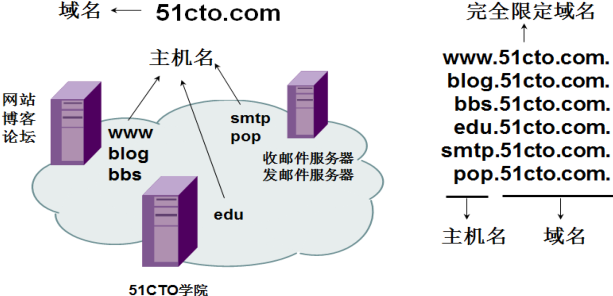 域名
51cto.com
主机名
网站
博客
论坛
www
blog
bbs
smtp
pop
收邮件服务器
发邮件服务器
edu
51CTO学院
完全限定域名
www.51cto.com.
blog.51cto.com.
bbs.51cto.com.
edu.51cto.com.
smtp.51cto.com.
pop.51cto.com.
主机名
域名